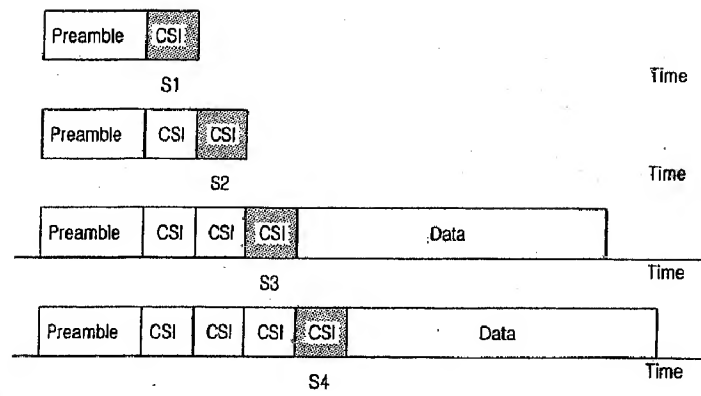 Preamble CSI
S1
Time
Preamble CSI CSI
S2
Time
Preamble CSI CSI CSI Data
S3
Time
Preamble CSI CSI CSI CSI Data
S4
Time